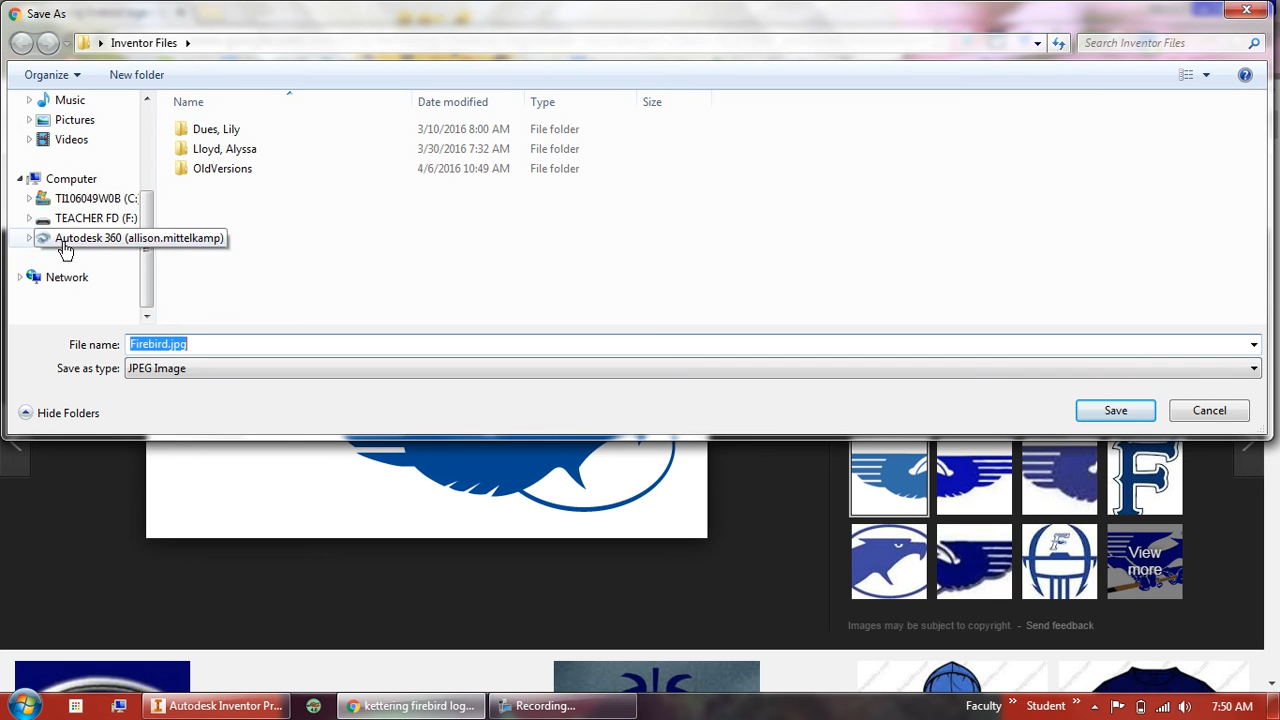 Save As
Inventor Files
Search Inventor Files
Organize
New folder
Music
Pictures
Videos
Computer
TI106049W0B (C:
TEACHER FD (F:)
Autodesk 360 (allison.mittelkamp)
Network
Name Date modified Type Size
Dues, Lily 3/10/2016 8:00 AM File folder
Lloyd, Alyssa 3/30/2016 7:32 AM File folder
OldVersions 4/6/2016 10:49 AM File folder
File name: Firebird.jpg
Save as type: JPEG Image
Hide Folders
Save
Cancel
F
F
View
more
Images may be subject to copyright. - Send feedback
Autodesk Inventor Pr...
kettering firebird log...
Recording...
Faculty
Student
7:50 AM